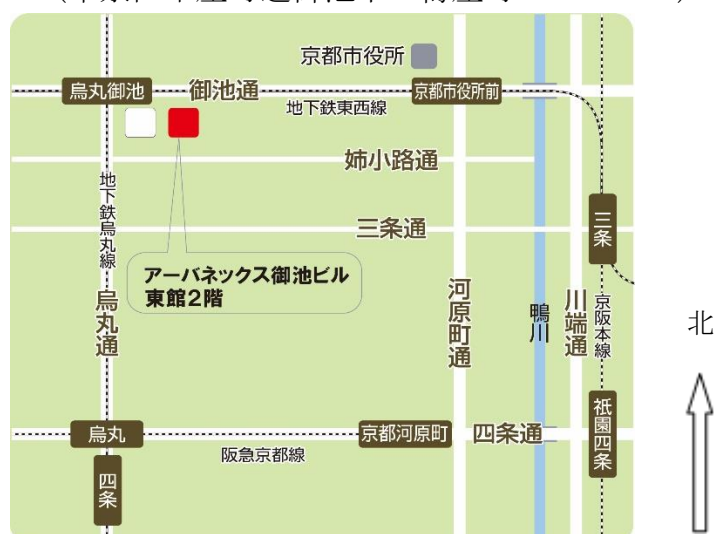 京都市役所
烏丸御池
御池通
京都市役所前
地下鉄東西線
姉小路通
地下鉄烏丸線
三条通
三条
アーバネックス御池ビル
東館2階
烏丸通
河原町通
鴨川
川端通
京阪本線
北
烏丸
京都河原町
四条通
祇園四条
阪急京都線
四条